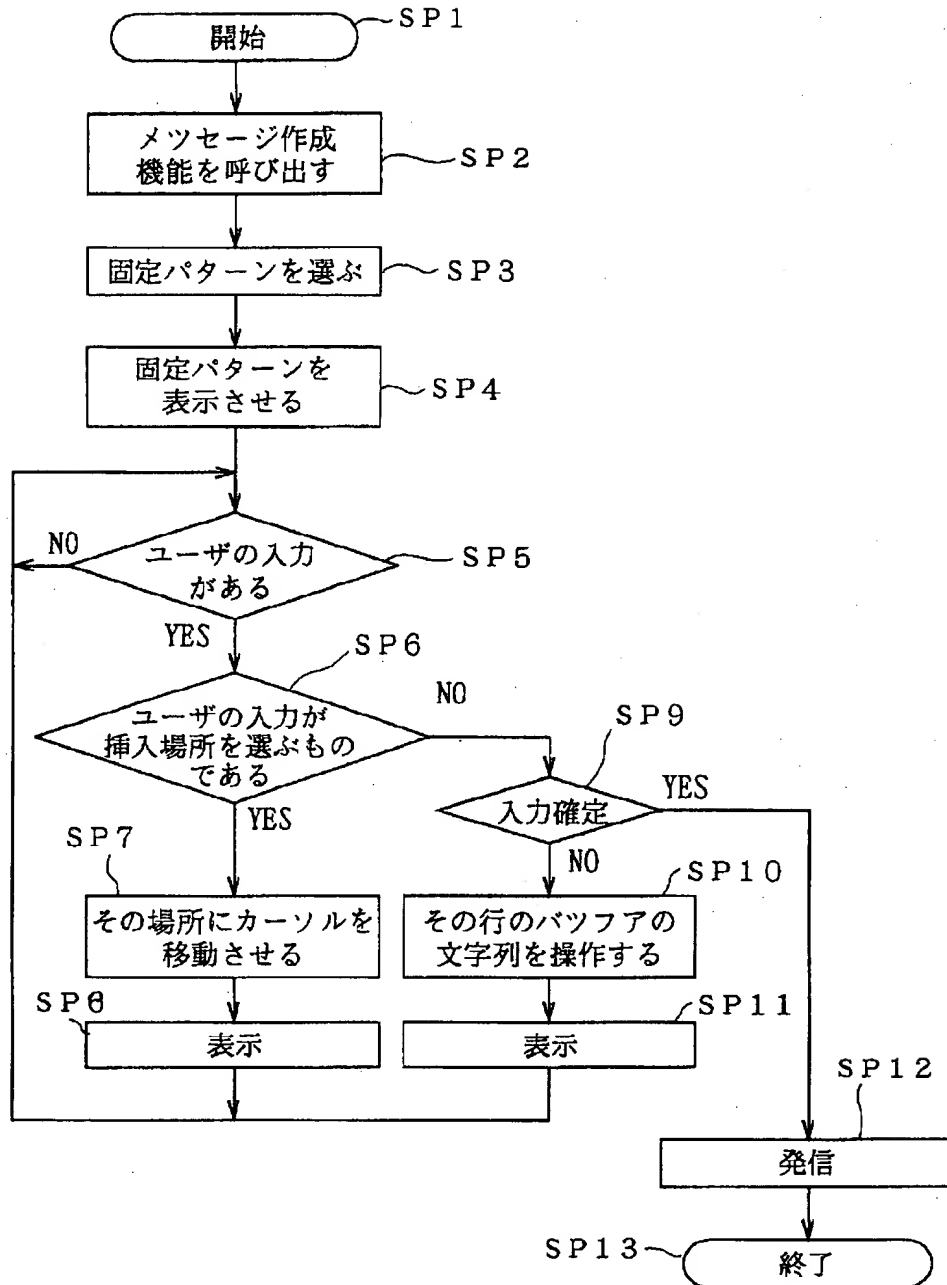 開始
SP1
メツセージ作成
機能を呼び出す
SP2
固定パターンを選ぶ
SP3
固定パターンを
表示させる
SP4
NO
ユーザの入力
がある
SP5
YES
SP6
ユーザの入力が
挿入場所を選ぶもの
である
NO
YES
SP9
入力確定
YES
NO
SP7
その場所にカーソルを
移動させる
SP10
その行のバツフアの
文字列を操作する
SP8
表示
SP11
表示
SP12
発信
SP13
終了